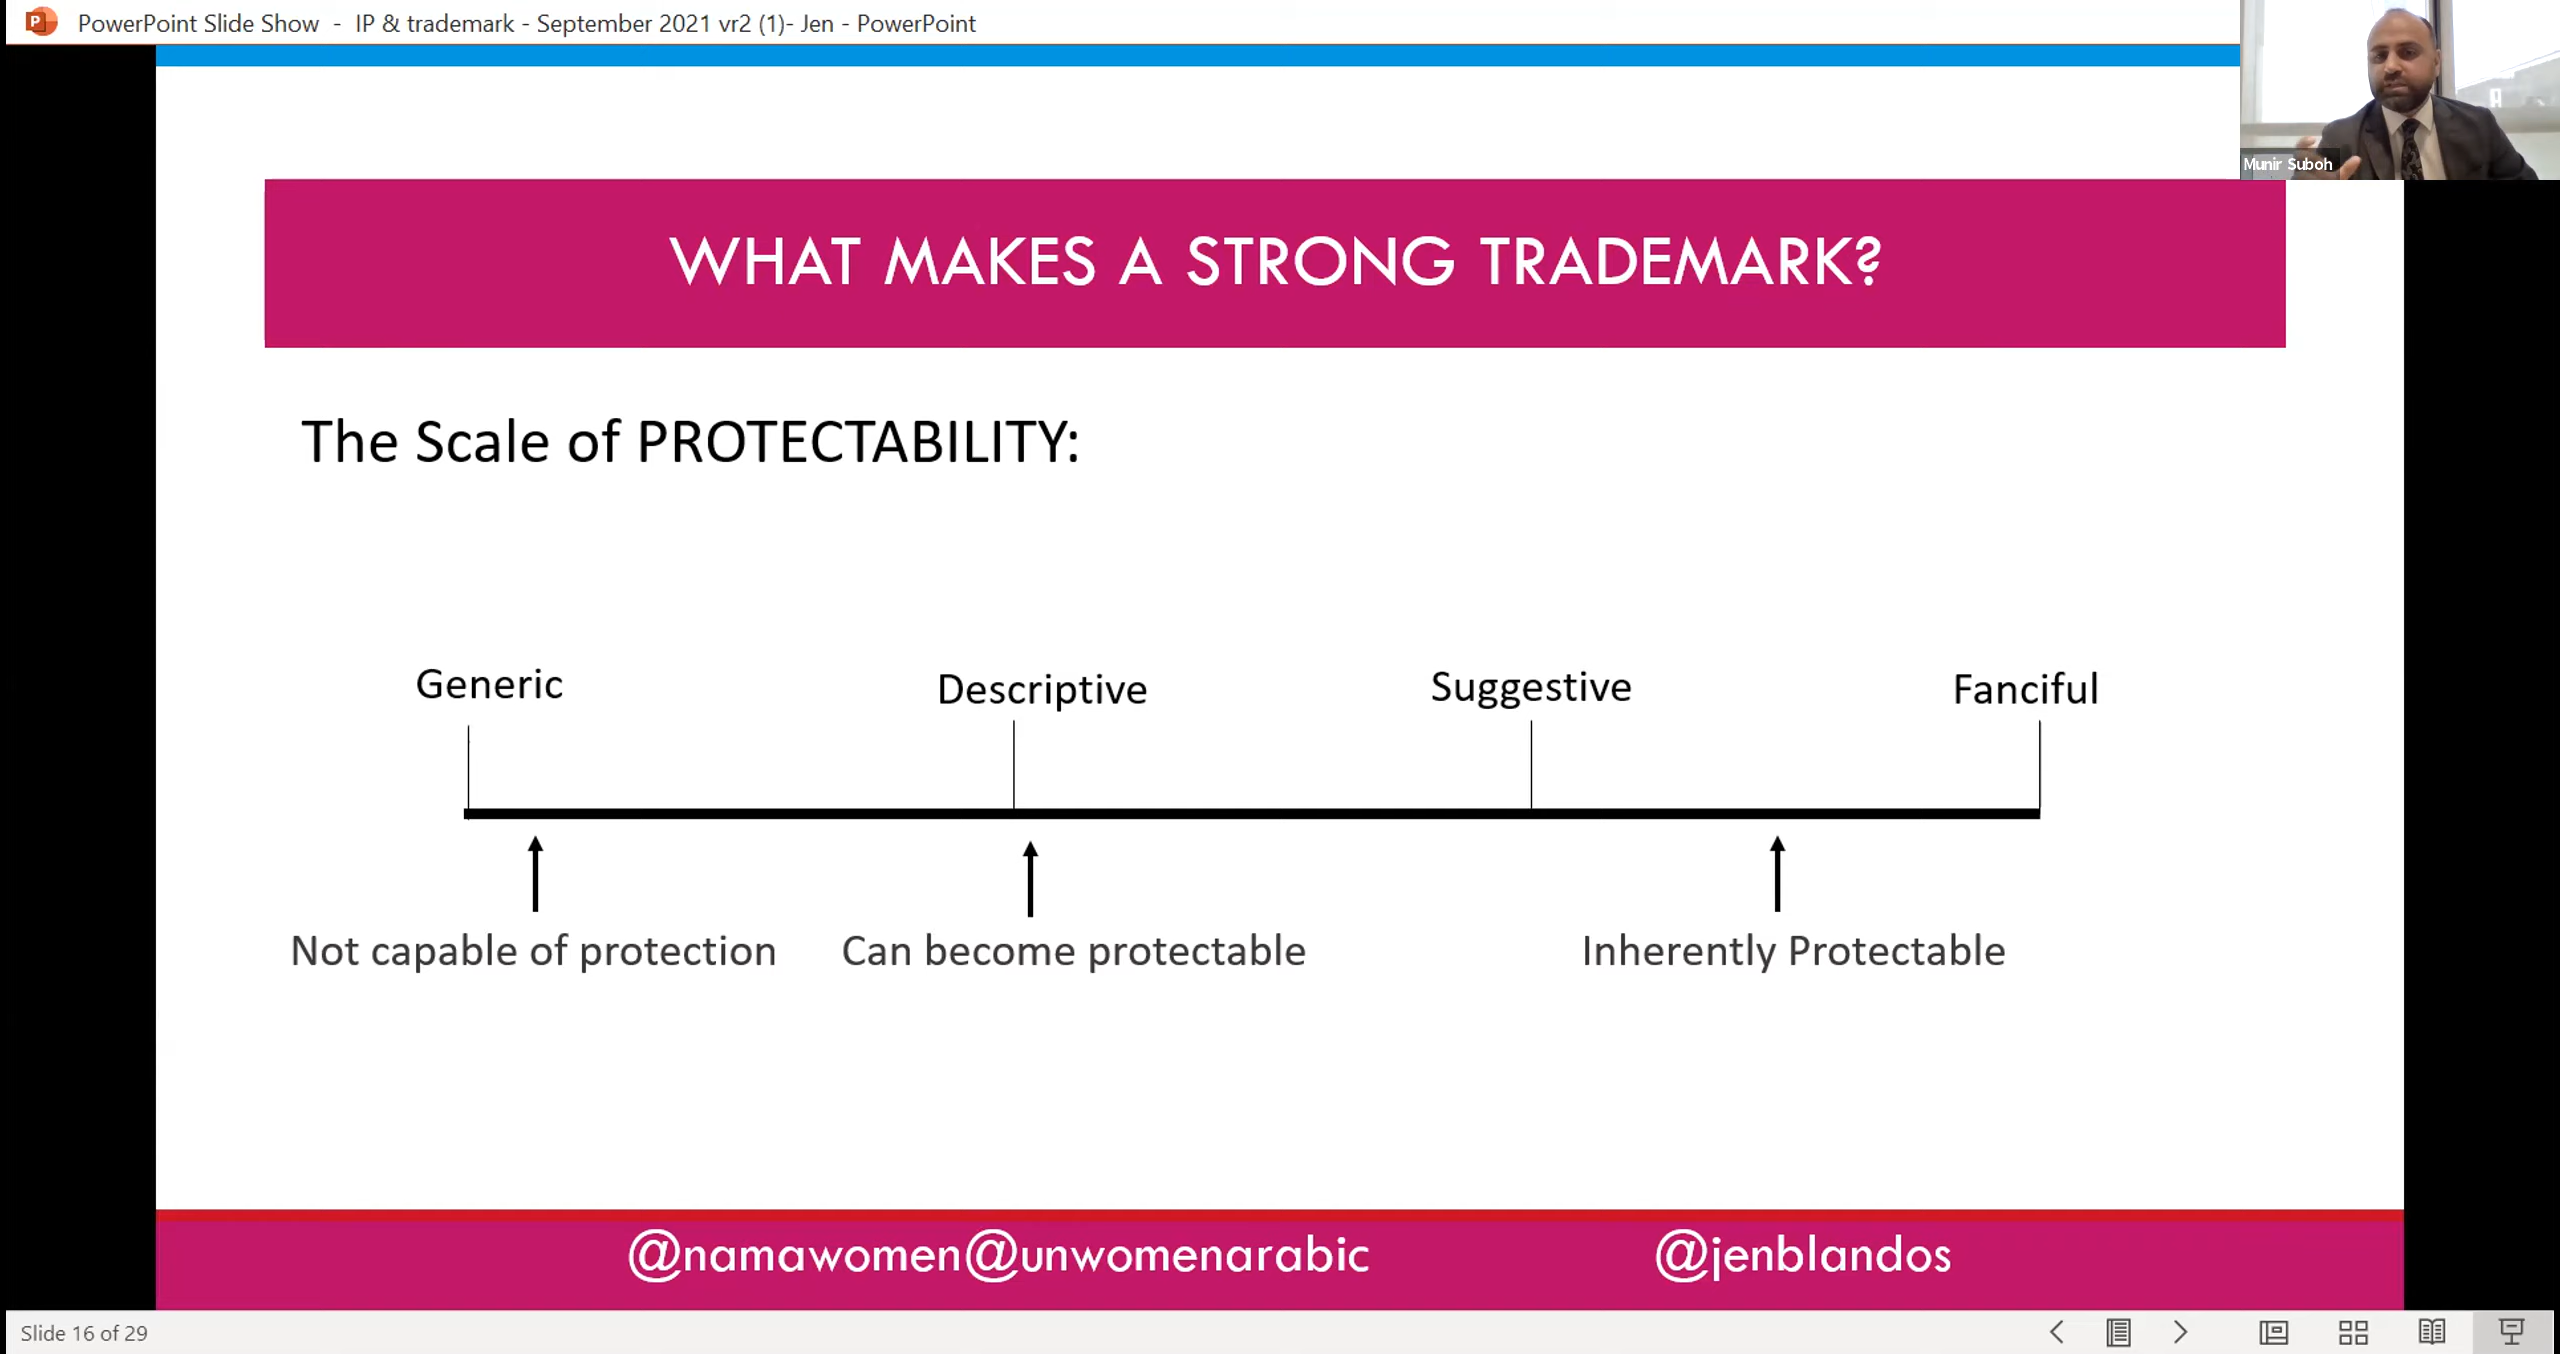 PowerPoint Slide Show - IP & trademark - September 2021 vr2 (1)- Jen - PowerPoint
Munir Suboh
WHAT MAKES A STRONG TRADEMARK?
The Scale of PROTECTABILITY:
Generic Descriptive Suggestive Fanciful
Not capable of protection Can become protectable Inherently Protectable
@namawomen@unwomenarabic @jenblandos
Slide 16 of 29